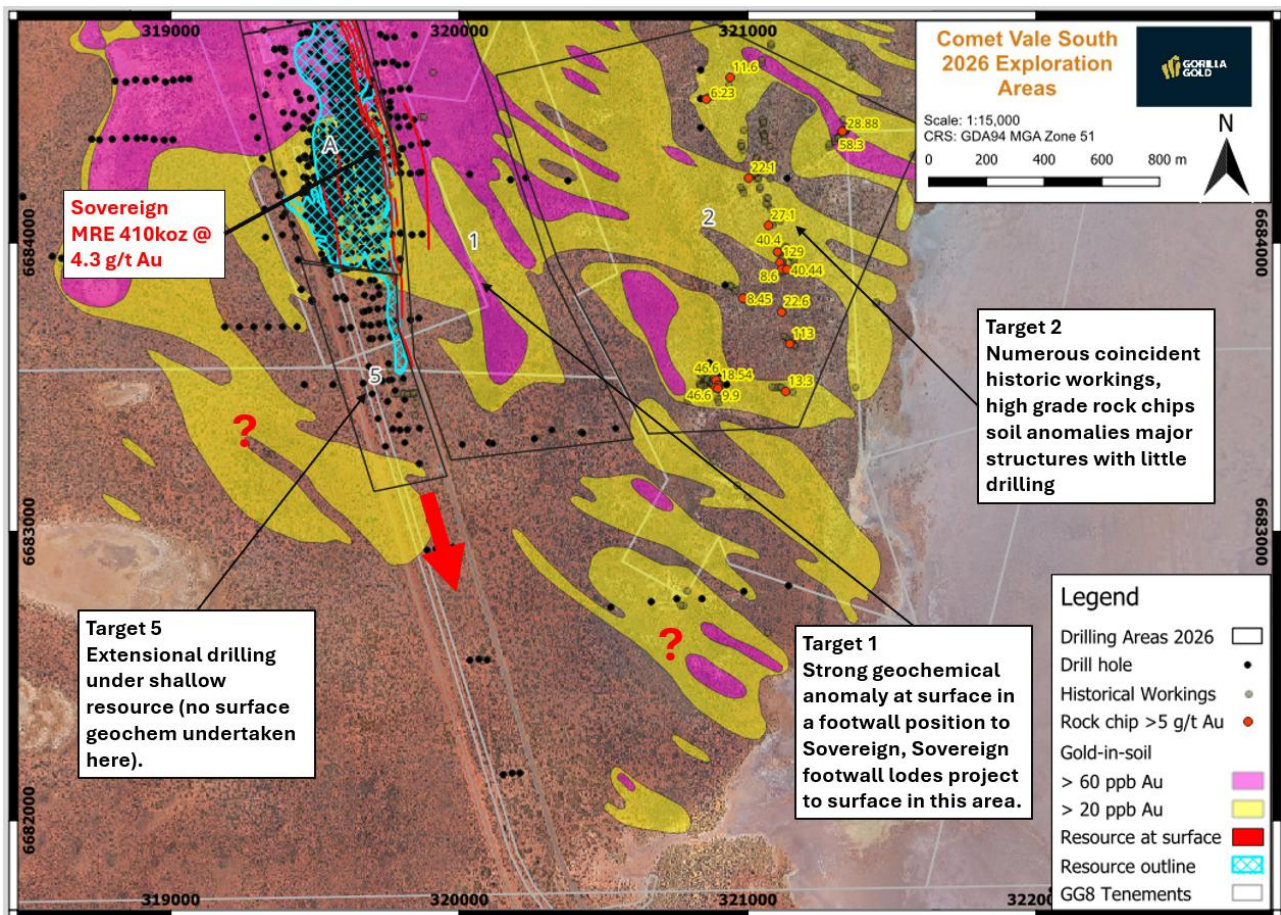 319000
320000
321000
Comet Vale South
2026 Exploration
Areas
GORILLA
GOLD
Scale: 1:15,000
CRS: GDA94 MGA Zone 51
0 200 400 600 800 m
N
11.6
6.23
28.88
58.3
22.1
27.1
40.4
129
8.6
40.44
8.45
22.6
113
46.6
18.54
46.6
9.9
13.3
A
1
2
5
Sovereign
MRE 410koz @
4.3 g/t Au
6684000
6684000
Target 2
Numerous coincident
historic workings,
high grade rock chips
soil anomalies major
structures with little
drilling
?
6683000
6683000
?
Target 5
Extensional drilling
under shallow
resource (no surface
geochem undertaken
here).
Target 1
Strong geochemical
anomaly at surface in
a footwall position to
Sovereign, Sovereign
footwall lodes project
to surface in this area.
Legend
Drilling Areas 2026
Drill hole
Historical Workings
Rock chip >5 g/t Au
Gold-in-soil
> 60 ppb Au
> 20 ppb Au
Resource at surface
Resource outline
GG8 Tenements
6682000
319000
320000
321000